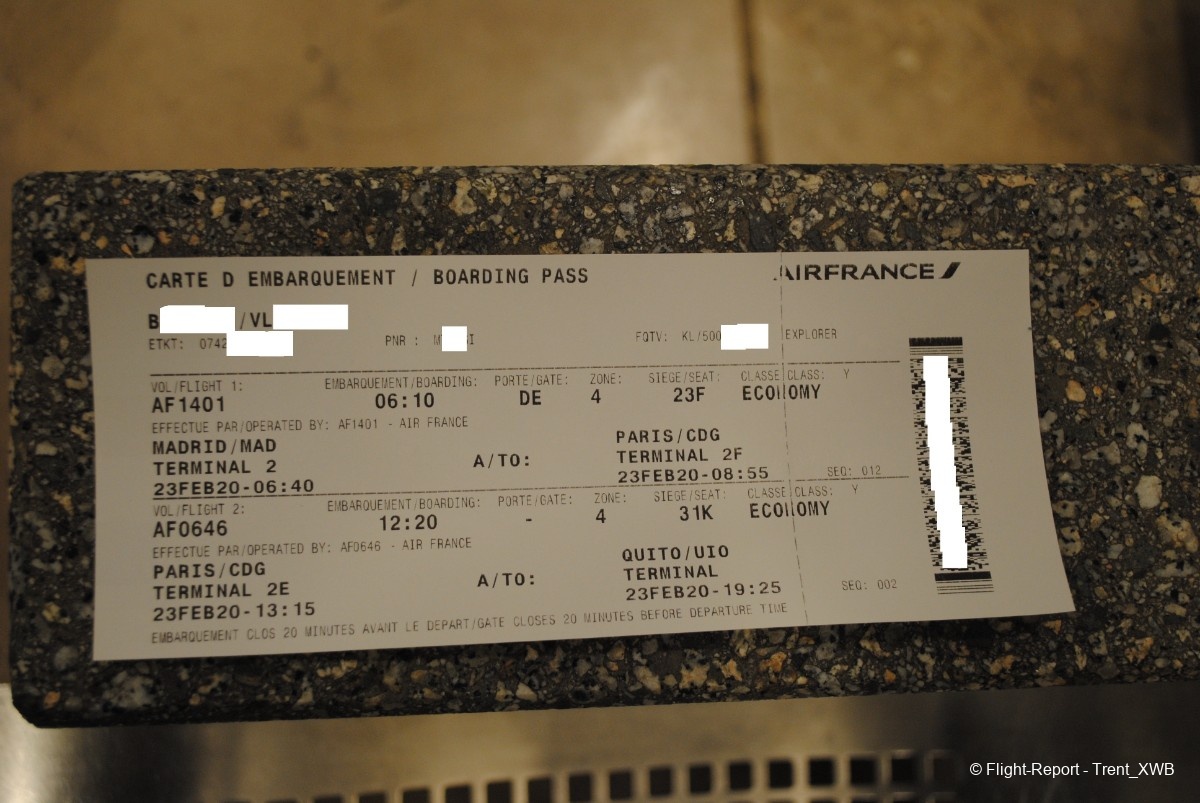 CARTE D EMBARQUEMENT / BOARDING PASS
AIRFRANCE
B /VL
ETKT: 0742 PNR : M I FQTV: KL/500 EXPLORER
VOL/FLIGHT 1: EMBARQUEMENT/BOARDING: PORTE/GATE: ZONE: SIEGE/SEAT: CLASSE CLASS: Y
AF1401 06:10 DE 4 23F ECONOMY
EFFECTUE PAR/OPERATED BY: AF1401 - AIR FRANCE
MADRID/MAD PARIS/CDG
TERMINAL 2 A/TO: TERMINAL 2F
23FEB20-06:40 23FEB20-08:55 SEQ: 012
VOL/FLIGHT 2: EMBARQUEMENT/BOARDING: PORTE/GATE: ZONE: SIEGE/SEAT: CLASSE CLASS: Y
AF0646 12:20 - 4 31K ECONOMY
EFFECTUE PAR/OPERATED BY: AF0646 - AIR FRANCE
PARIS/CDG QUITO/UIO
TERMINAL 2E A/TO: TERMINAL
23FEB20-13:15 23FEB20-19:25 SEQ: 002
EMBARQUEMENT CLOS 20 MINUTES AVANT LE DEPART/GATE CLOSES 20 MINUTES BEFORE DEPARTURE TIME
© Flight-Report - Trent_XWB